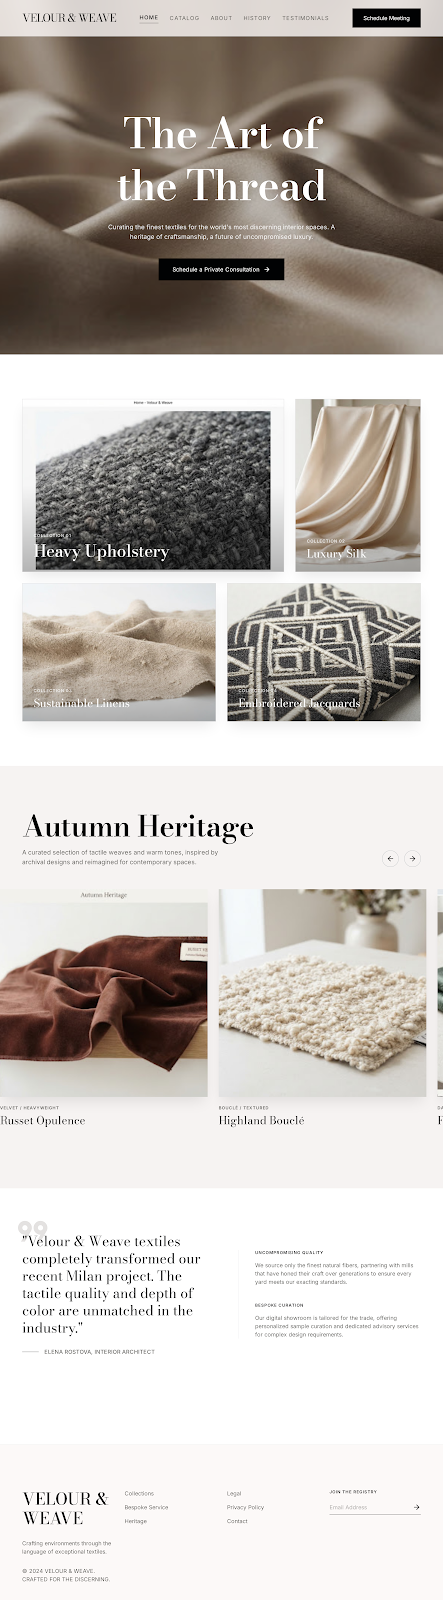 VELOUR & WEAVE
HOME CATALOG ABOUT HISTORY TESTIMONIALS
Schedule Meeting
The Art of
the Thread
Curating the finest textiles for the world's most discerning interior spaces. A
heritage of craftsmanship, a future of uncompromised luxury.
Schedule a Private Consultation →
Home - Velour & Weave
COLLECTION 01
Heavy Upholstery
COLLECTION 02
Luxury Silk
COLLECTION 03
Sustainable Linens
COLLECTION 04
Embroidered Jacquards
Autumn Heritage
A curated selection of tactile weaves and warm tones, inspired by
archival designs and reimagined for contemporary spaces.
Autumn Heritage
VELVET / HEAVYWEIGHT
Russet Opulence
BOUCLÉ / TEXTURED
Highland Bouclé
"Velour & Weave textiles
completely transformed our
recent Milan project. The
tactile quality and depth of
color are unmatched in the
industry."
ELENA ROSTOVA, INTERIOR ARCHITECT
UNCOMPROMISING QUALITY
We source only the finest natural fibers, partnering with mills
that have honed their craft over generations to ensure every
yard meets our exacting standards.
BESPOKE CURATION
Our digital showroom is tailored for the trade, offering
personalized sample curation and dedicated advisory services
for complex design requirements.
VELOUR &
WEAVE
Crafting environments through the
language of exceptional textiles.
© 2024 VELOUR & WEAVE.
CRAFTED FOR THE DISCERNING.
Collections
Bespoke Service
Heritage
Legal
Privacy Policy
Contact
JOIN THE REGISTRY
Email Address